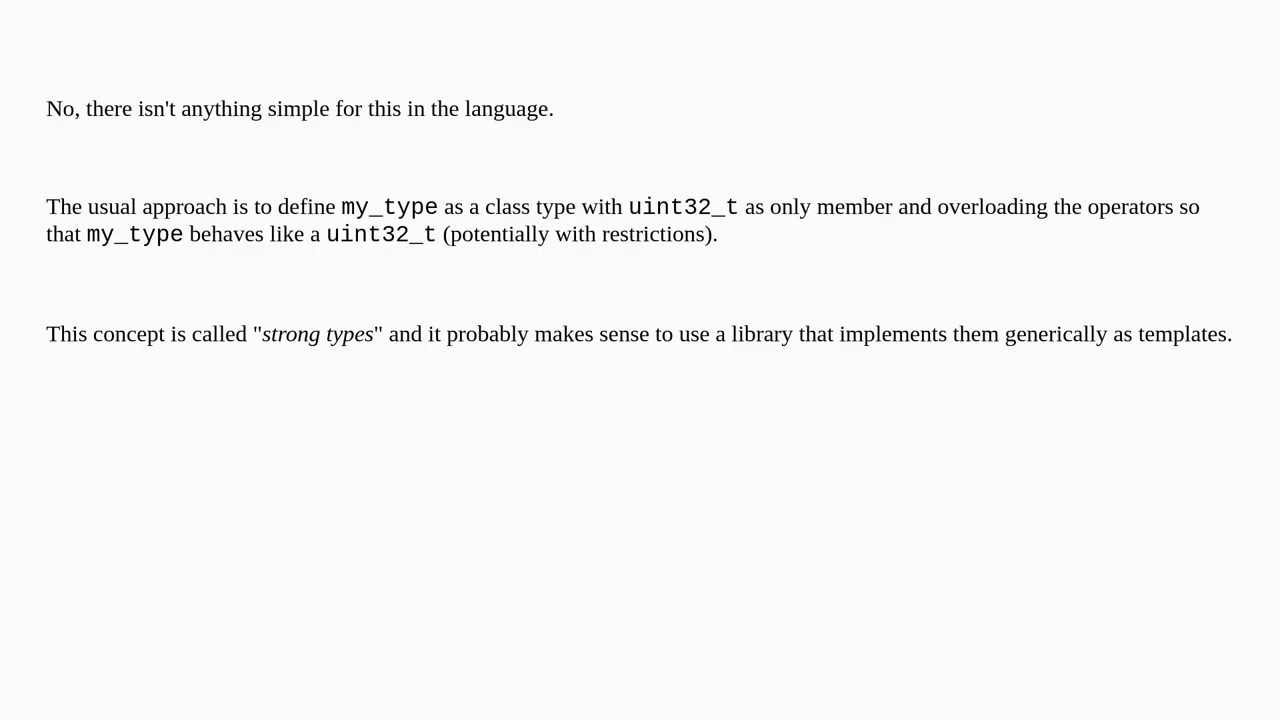 No, there isn't anything simple for this in the language.
The usual approach is to define my_type as a class type with uint32_t as only member and overloading the operators so
that my_type behaves like a uint32_t (potentially with restrictions).
This concept is called "strong types" and it probably makes sense to use a library that implements them generically as templates.